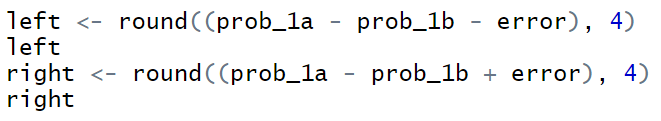 left <- round((prob_1a - prob_1b - error), 4)
left
right <- round((prob_1a - prob_1b + error), 4)
right